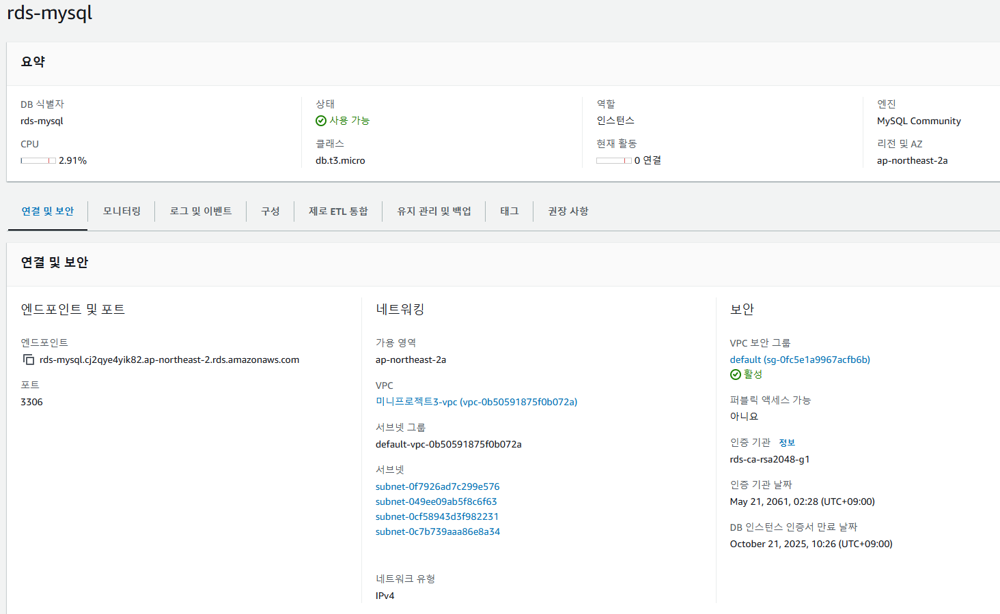 rds-mysql
요약
DB 식별자
rds-mysql
CPU
2.91%
상태
사용 가능
클래스
db.t3.micro
역할
인스턴스
현재 활동
0 연결
엔진
MySQL Community
리전 및 AZ
ap-northeast-2a
연결 및 보안
모니터링
로그 및 이벤트
구성
제로 ETL 통합
유지 관리 및 백업
태그
권장 사항
연결 및 보안
엔드포인트 및 포트
엔드포인트
rds-mysql.cj2qye4yik82.ap-northeast-2.rds.amazonaws.com
포트
3306
네트워킹
가용 영역
ap-northeast-2a
VPC
미니프로젝트3-vpc (vpc-0b50591875f0b072a)
서브넷 그룹
default-vpc-0b50591875f0b072a
서브넷
subnet-0f7926ad7c299e576
subnet-049ee09ab5f8c6f63
subnet-0cf58943d3f982231
subnet-0c7b739aaa86e8a34
네트워크 유형
IPv4
보안
VPC 보안 그룹
default (sg-0fc5e1a9967acfb6b)
활성
퍼블릭 액세스 가능
아니요
인증 기관 정보
rds-ca-rsa2048-g1
인증 기관 날짜
May 21, 2061, 02:28 (UTC+09:00)
DB 인스턴스 인증서 만료 날짜
October 21, 2025, 10:26 (UTC+09:00)